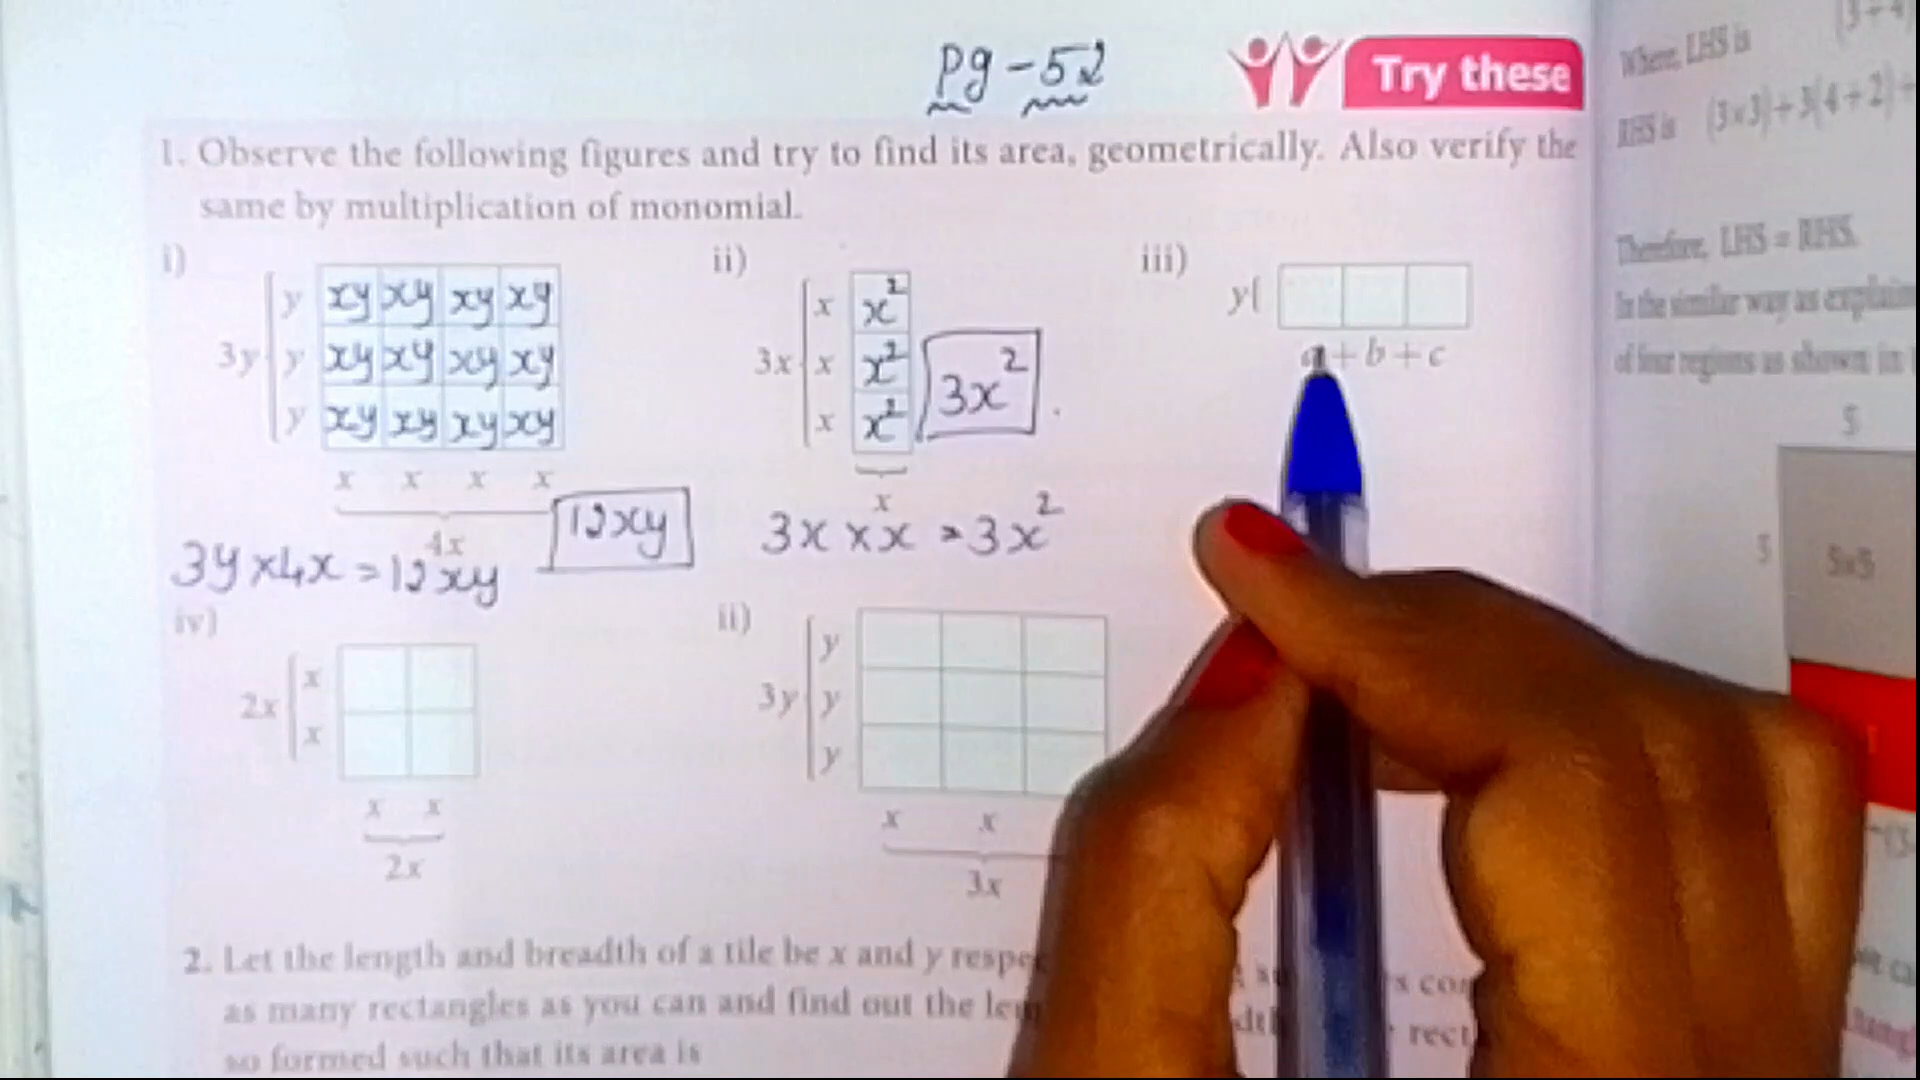 pg - 52
Try these
1. Observe the following figures and try to find its area, geometrically. Also verify the
same by multiplication of monomial.
i)
3y
y xy xy xy xy
y xy xy xy xy
y xy xy xy xy
x x x x
4x
12xy
3y×4x=12xy
ii)
3x
x x²
x x²
x x²
x
3x²
3x×x=3x²
iii)
y{
a+b+c
iv)
2x
x
x
x x
2x
ii)
3y
y
y
y
x x
3x
2. Let the length and breadth of a tile be x and y
as many rectangles as you can and find out the
so formed such that its area is
Where, LHS is
RHS is (3×3)+3(4+2)+
Therefore, LHS = RHS.
In the similar way as
of four regions as shown in
5
5 5×5